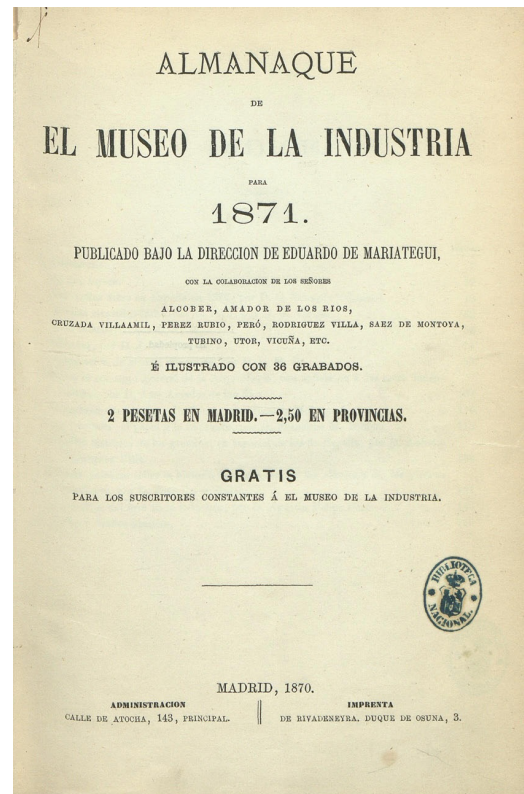 ALMANAQUE
DE
EL MUSEO DE LA INDUSTRIA
PARA
1871.
PUBLICADO BAJO LA DIRECCION DE EDUARDO DE MARIATEGUI,
CON LA COLABORACION DE LOS SEÑORES
ALCOBER, AMADOR DE LOS RIOS,
CRUZADA VILLAAMIL, PEREZ RUBIO, PERÓ, RODRIGUEZ VILLA, SAEZ DE MONTOYA,
TUBINO, UTOR, VICUÑA, ETC.
É ILUSTRADO CON 36 GRABADOS.
2 PESETAS EN MADRID.—2,50 EN PROVINCIAS.
GRATIS
PARA LOS SUSCRITORES CONSTANTES Á EL MUSEO DE LA INDUSTRIA.
BIBLIOTECA
NACIONAL.
MADRID, 1870.
ADMINISTRACION
CALLE DE ATOCHA, 143, PRINCIPAL.
IMPRENTA
DE RIVADENEYRA. DUQUE DE OSUNA, 3.